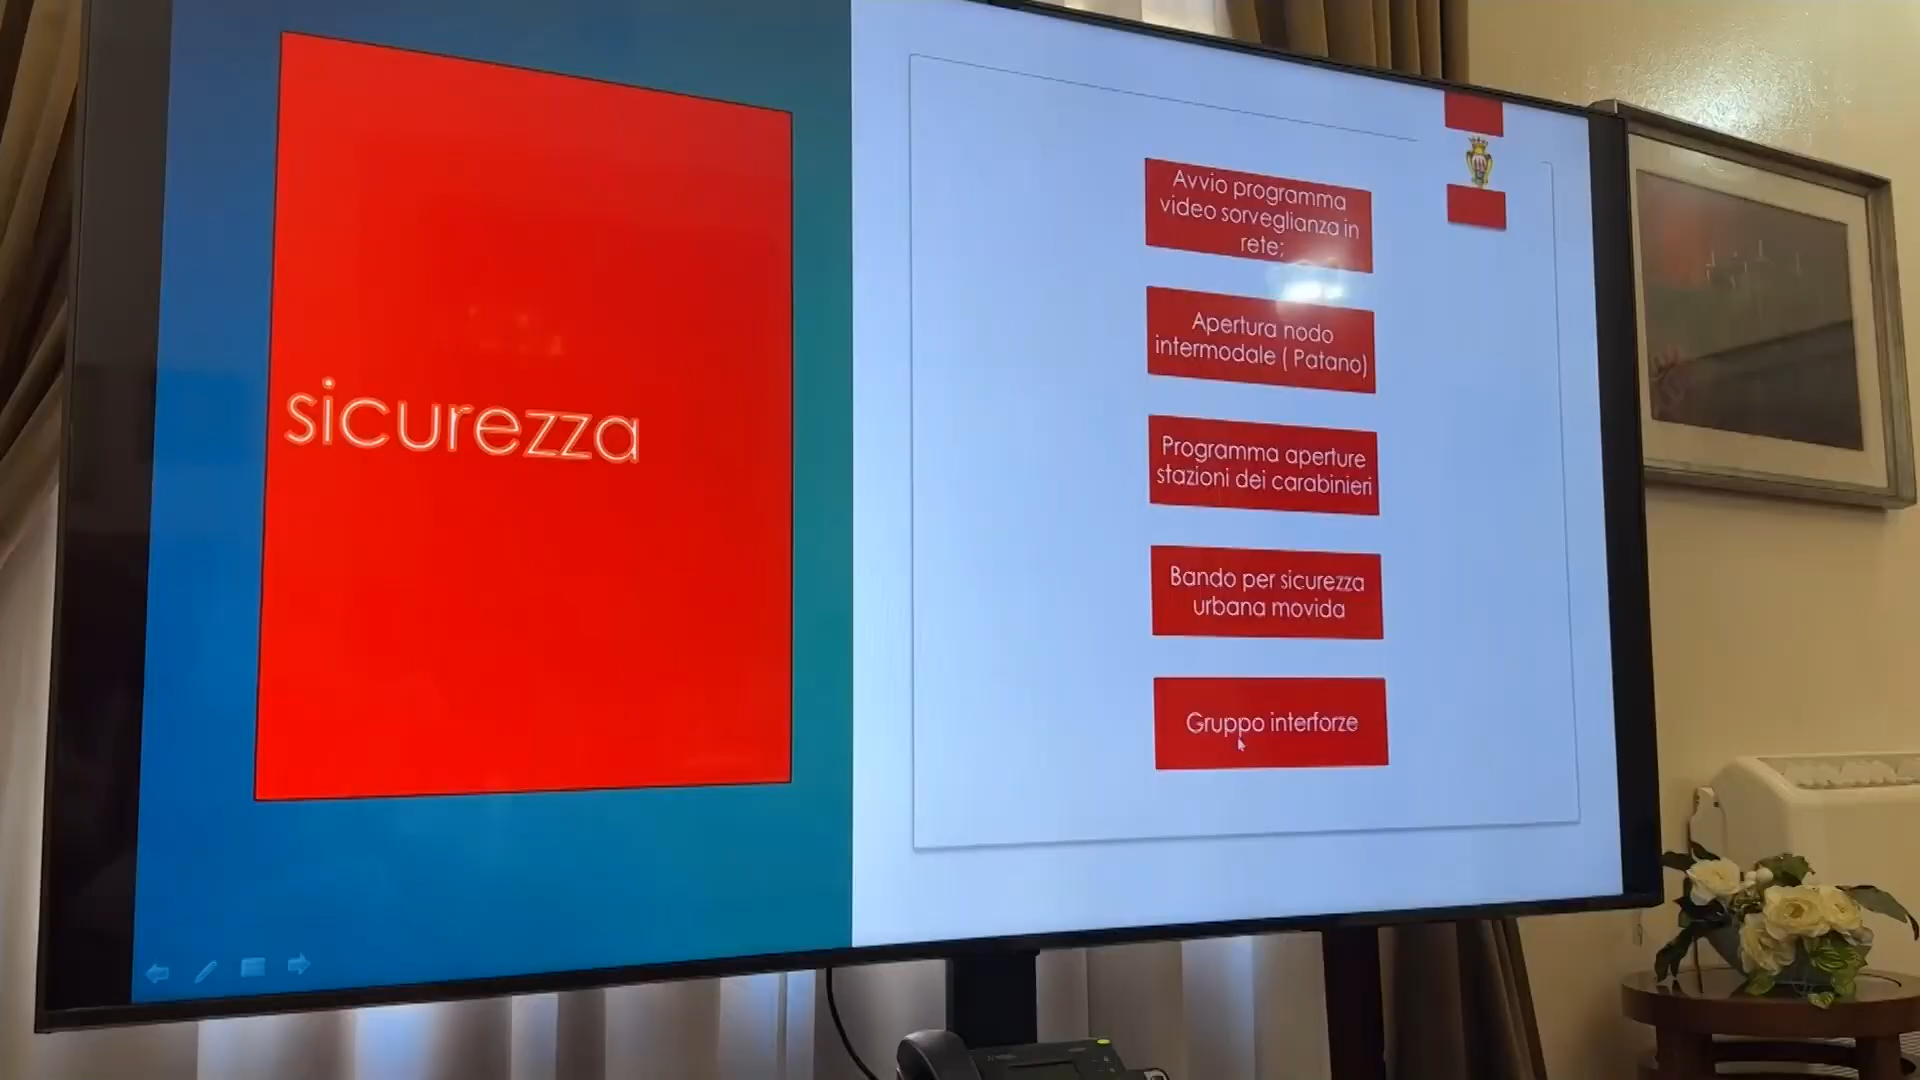 sicurezza
Avvio programma
video sorveglianza in
rete;
Apertura nodo
intermodale ( Patano)
Programma aperture
stazioni dei carabinieri
Bando per sicurezza
urbana movida
Gruppo interforze